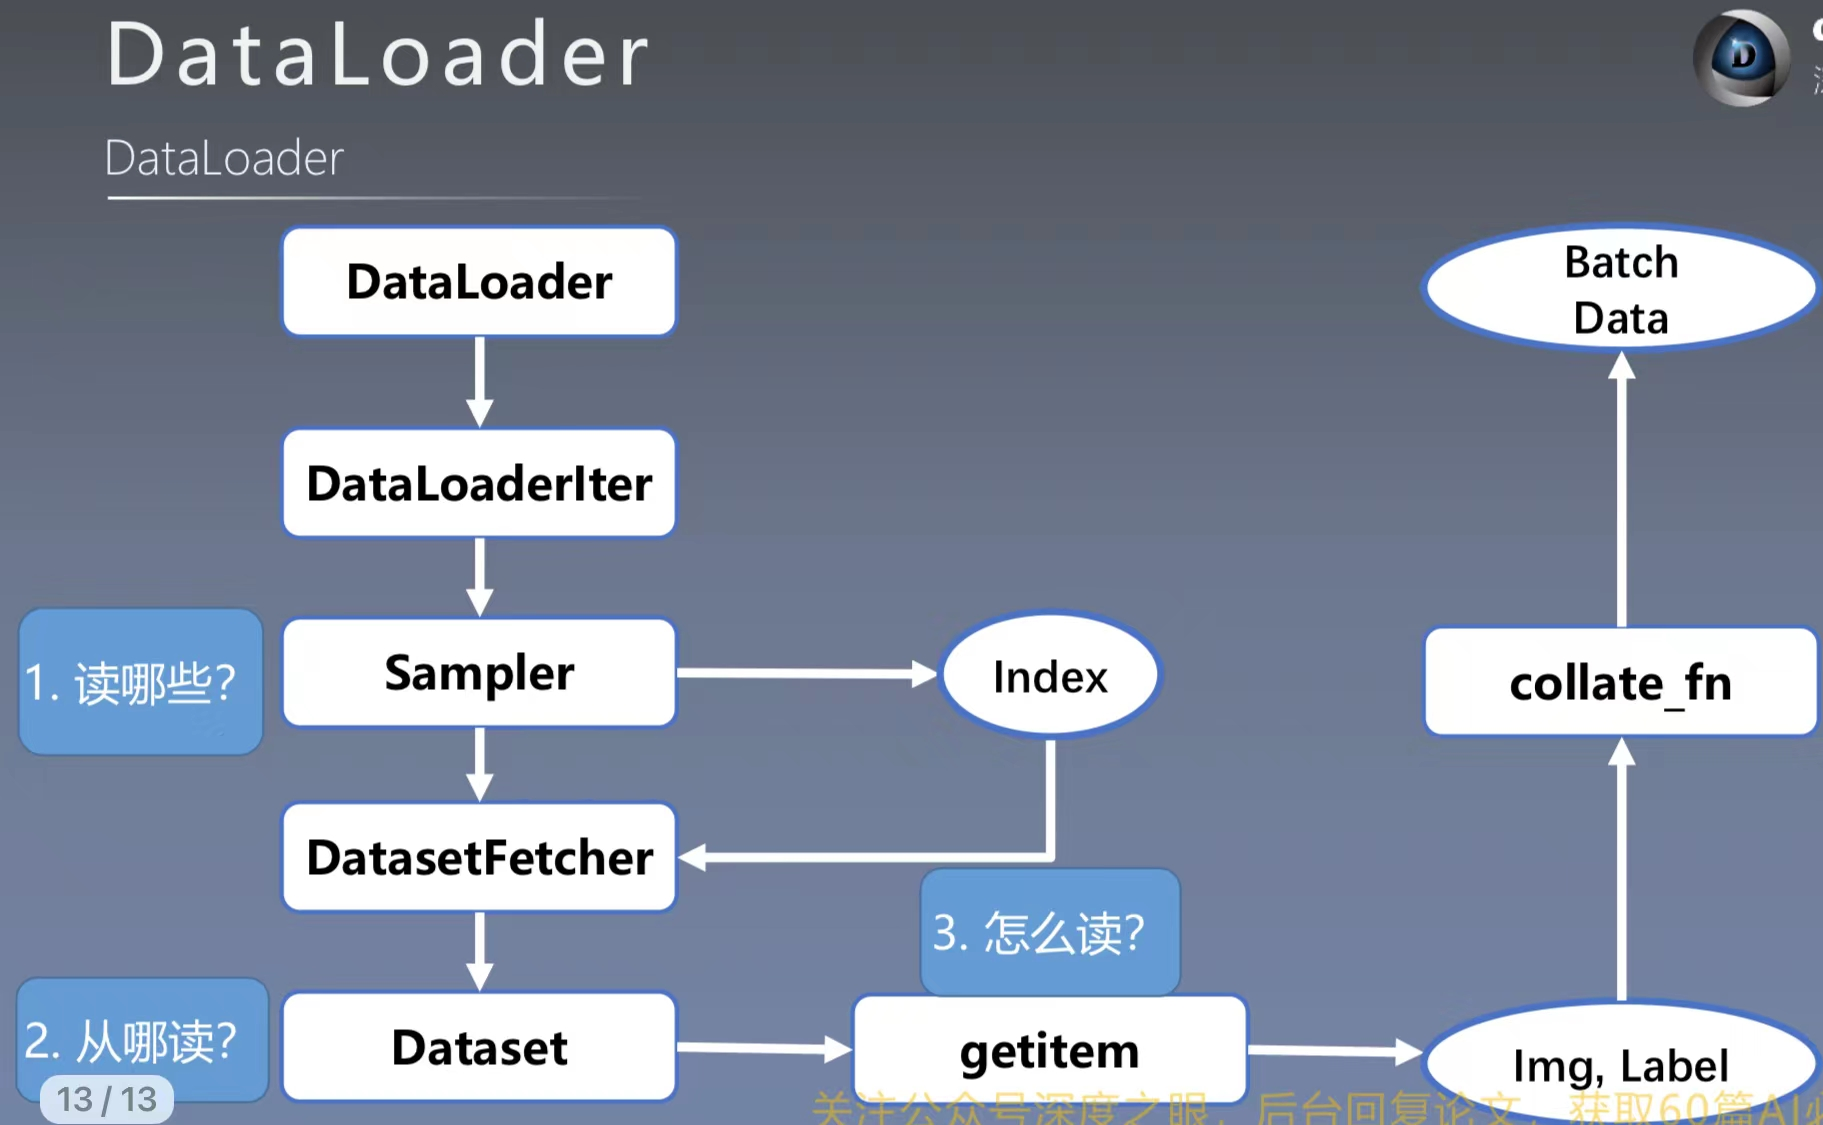 DataLoader
DataLoader
DataLoader
Batch
Data
DataLoaderIter
1. 读哪些?
Sampler
Index
collate_fn
DatasetFetcher
3. 怎么读?
2. 从哪读?
Dataset
getitem
Img, Label
13 / 13
关注公众号深度之眼，后台回复论文，获取60篇AI必
D